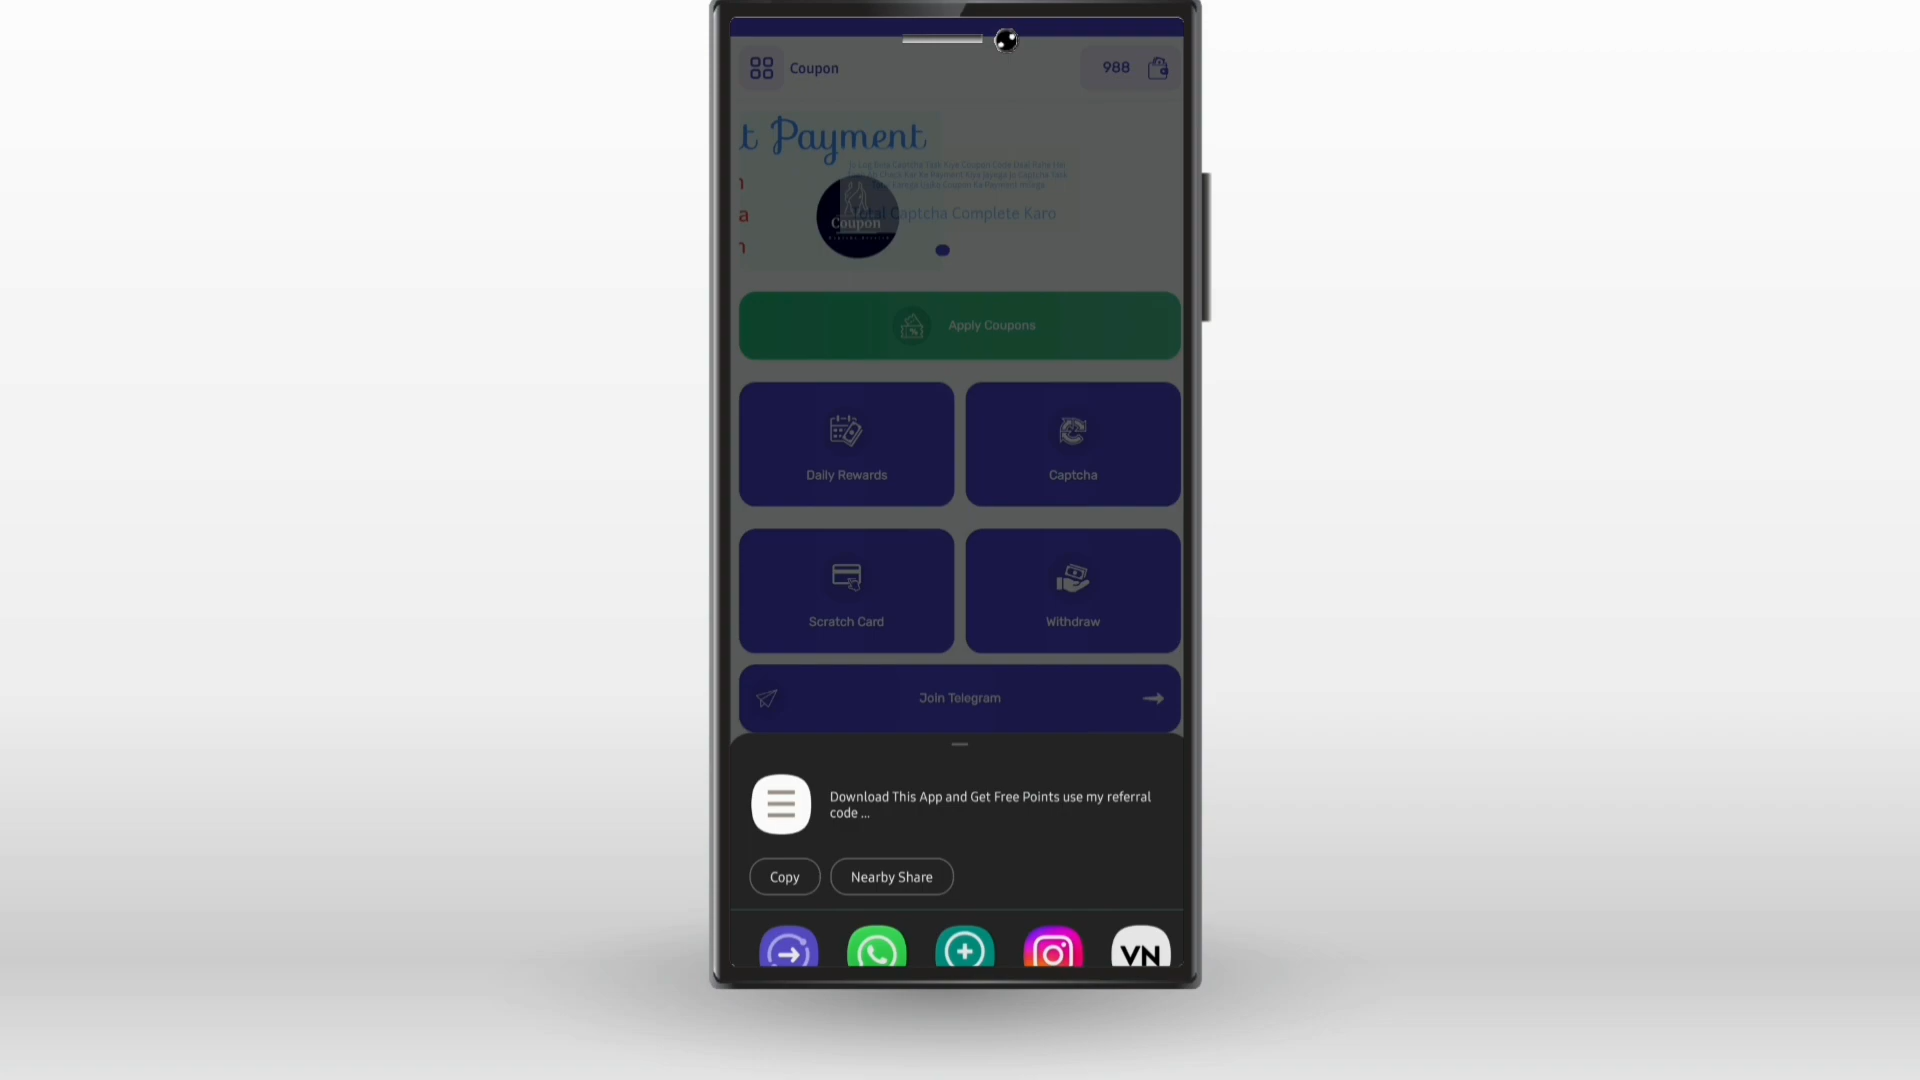 Coupon
988
t Payment
Total Captcha Complete Karo
Coupon
Apply Coupons
Daily Rewards
Captcha
Scratch Card
Withdraw
Join Telegram
Download This App and Get Free Points use my referral
code ...
Copy
Nearby Share
VN